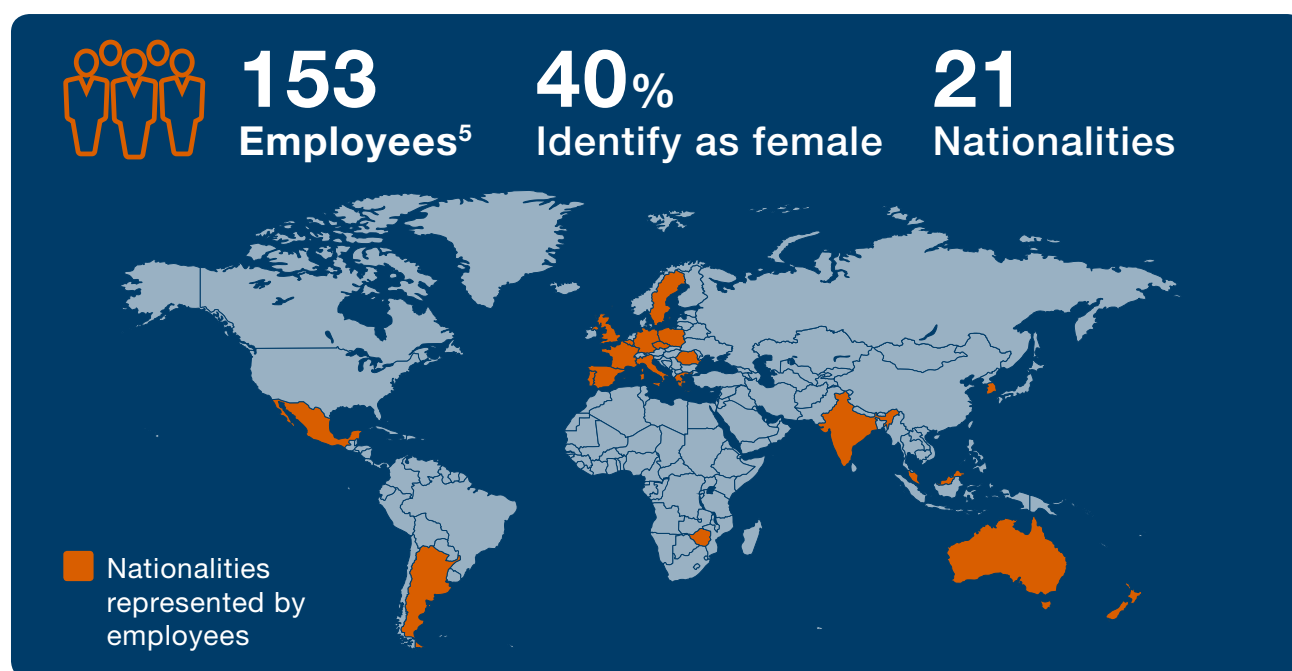 153
Employees⁵
40%
Identify as female
21
Nationalities
Nationalities
represented by
employees